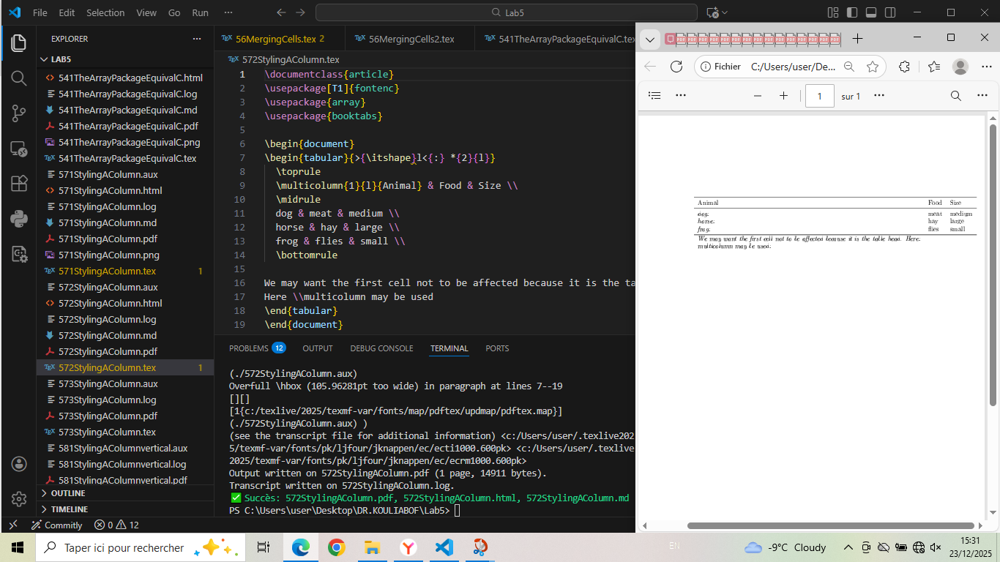 File Edit Selection View Go Run ··· Lab5
EXPLORER ···
LAB5
541TheArrayPackageEquivalC.html
541TheArrayPackageEquivalC.log
541TheArrayPackageEquivalC.md
541TheArrayPackageEquivalC.pdf
541TheArrayPackageEquivalC.png
541TheArrayPackageEquivalC.tex
571StylingAColumn.aux
571StylingAColumn.html
571StylingAColumn.log
571StylingAColumn.md
571StylingAColumn.pdf
571StylingAColumn.png
571StylingAColumn.tex 1
572StylingAColumn.aux
572StylingAColumn.html
572StylingAColumn.log
572StylingAColumn.md
572StylingAColumn.pdf
572StylingAColumn.tex 1
573StylingAColumn.aux
573StylingAColumn.log
573StylingAColumn.pdf
573StylingAColumn.tex
581StylingAColumnvertical.aux
581StylingAColumnvertical.log
581StylingAColumnvertical.pdf
OUTLINE
TIMELINE
TEX 56MergingCells.tex 2 TEX 56MergingCells2.tex TEX 541TheArrayPackageEquivalC.tex
TEX 572StylingAColumn.tex
1 \documentclass{article}
2 \usepackage[T1]{fontenc}
3 \usepackage{array}
4 \usepackage{booktabs}
5
6 \begin{document}
7 \begin{tabular}{>{\itshape}l<{:} *{2}{l}}
8 \toprule
9 \multicolumn{1}{l}{Animal} & Food & Size \\
10 \midrule
11 dog & meat & medium \\
12 horse & hay & large \\
13 frog & flies & small \\
14 \bottomrule
15
16 We may want the first cell not to be affected because it is the ta
17 Here \\multicolumn may be used
18 \end{tabular}
19 \end{document}
PROBLEMS 12 OUTPUT DEBUG CONSOLE TERMINAL PORTS
(./572StylingAColumn.aux)
Overfull \hbox (105.96281pt too wide) in paragraph at lines 7--19
[][]
[1{c:/texlive/2025/texmf-var/fonts/map/pdftex/updmap/pdftex.map}]
(./572StylingAColumn.aux) )
(see the transcript file for additional information) <c:/Users/user/.texlive202
5/texmf-var/fonts/pk/ljfour/jknappen/ec/ecti1000.600pk> <c:/Users/user/.texlive
2025/texmf-var/fonts/pk/ljfour/jknappen/ec/ecrm1000.600pk>
Output written on 572StylingAColumn.pdf (1 page, 14911 bytes).
Transcript written on 572StylingAColumn.log.
Succès: 572StylingAColumn.pdf, 572StylingAColumn.html, 572StylingAColumn.md
PS C:\Users\user\Desktop\DR.KOULIABOF\Lab5>
Commitly 0 12
Fichier C:/Users/user/De...
1 sur 1
Animal Food Size
dog: meat medium
horse: hay large
frog: flies small
We may want the first cell not to be affected because it is the table head. Here:
multicolumn may be used:
Taper ici pour rechercher
EN
-9°C Cloudy
15:31
23/12/2025